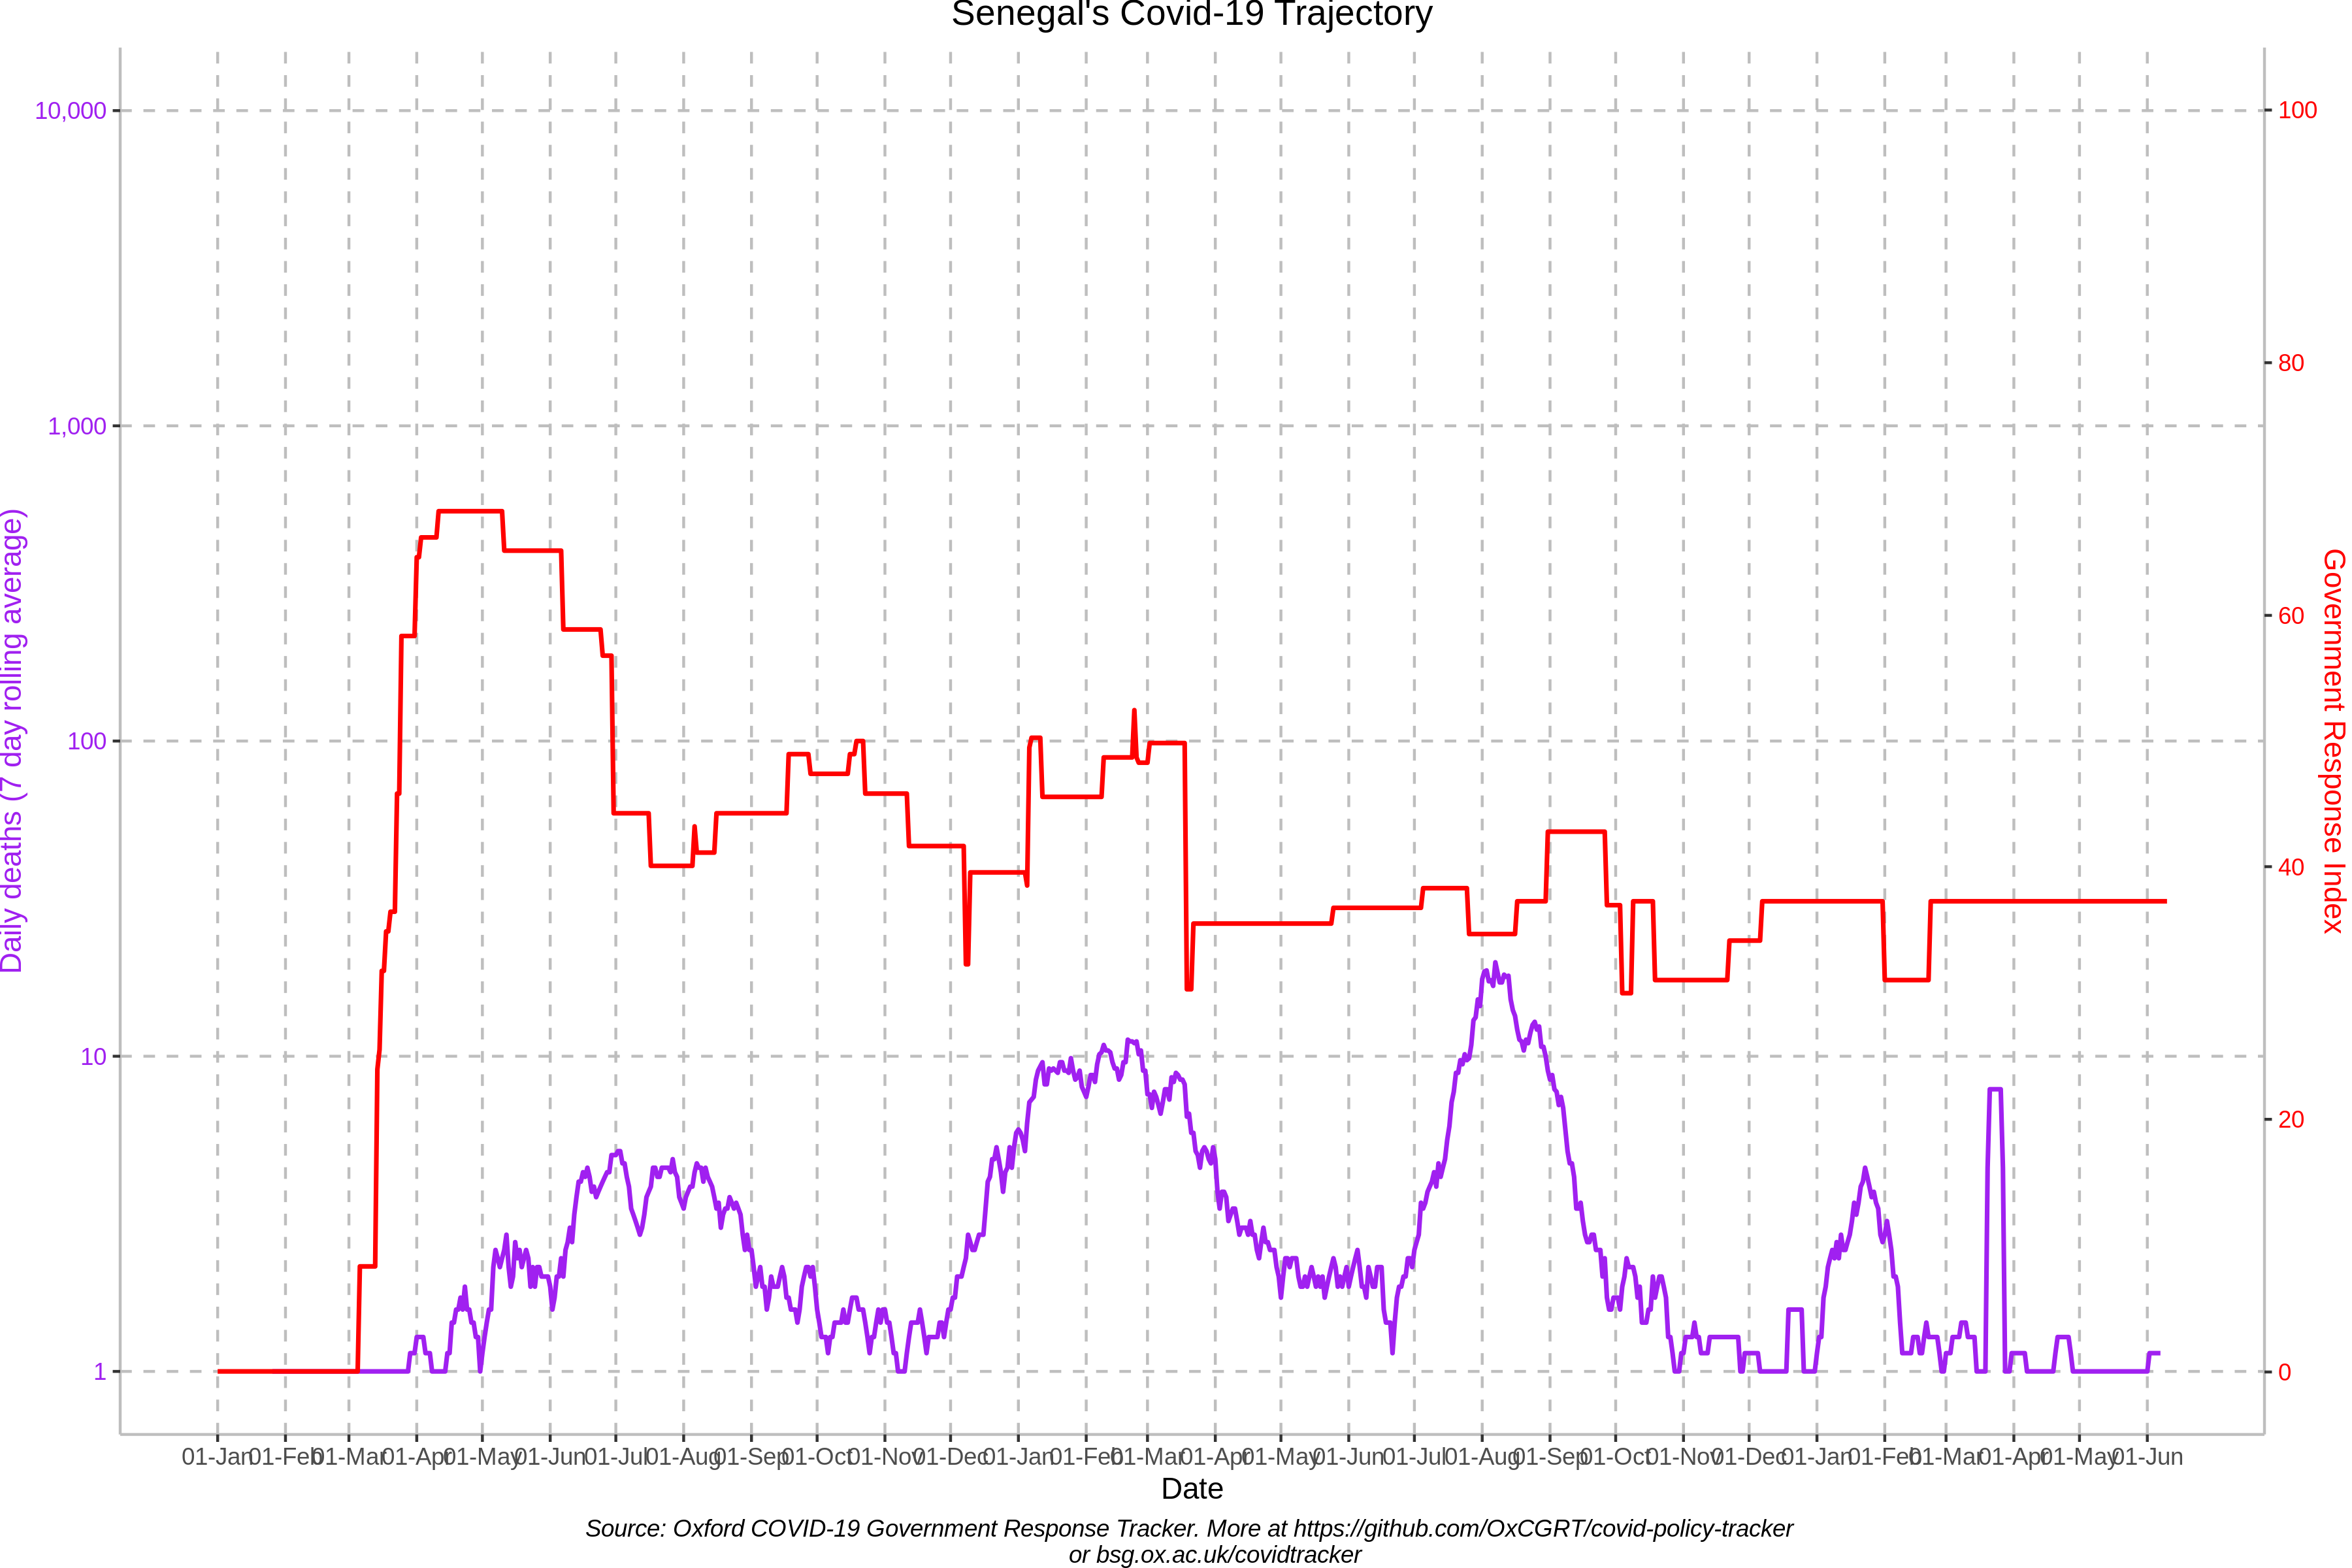 Senegal's Covid-19 Trajectory
10,000
1,000
100
10
1
Daily deaths (7 day rolling average)
100
80
60
40
20
0
Government Response Index
01-Jan 01-Feb 01-Mar 01-Apr 01-May 01-Jun 01-Jul 01-Aug 01-Sep 01-Oct 01-Nov 01-Dec 01-Jan 01-Feb 01-Mar 01-Apr 01-May 01-Jun 01-Jul 01-Aug 01-Sep 01-Oct 01-Nov 01-Dec 01-Jan 01-Feb 01-Mar 01-Apr 01-May 01-Jun
Date
Source: Oxford COVID-19 Government Response Tracker. More at https://github.com/OxCGRT/covid-policy-tracker
or bsg.ox.ac.uk/covidtracker